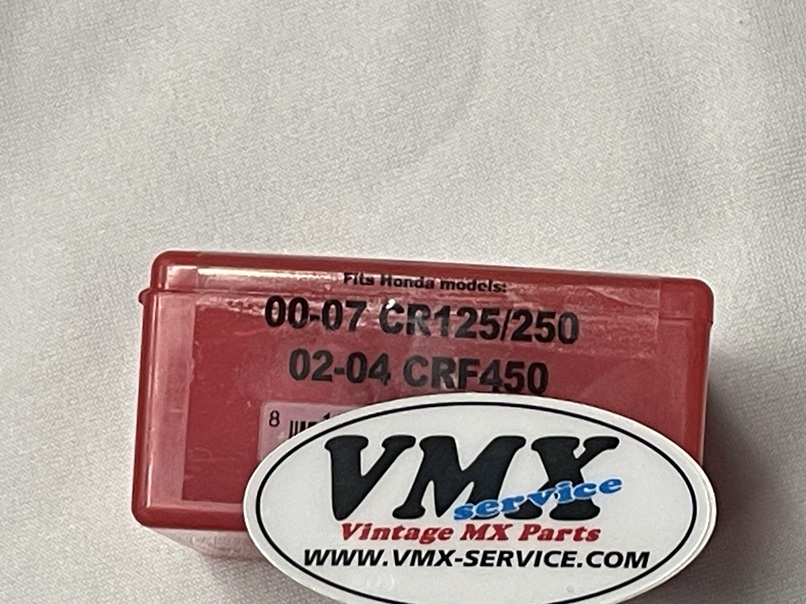 Fits Honda models:
00-07 CR125/250
02-04 CRF450
8
VMX
service
Vintage MX Parts
WWW.VMX-SERVICE.COM